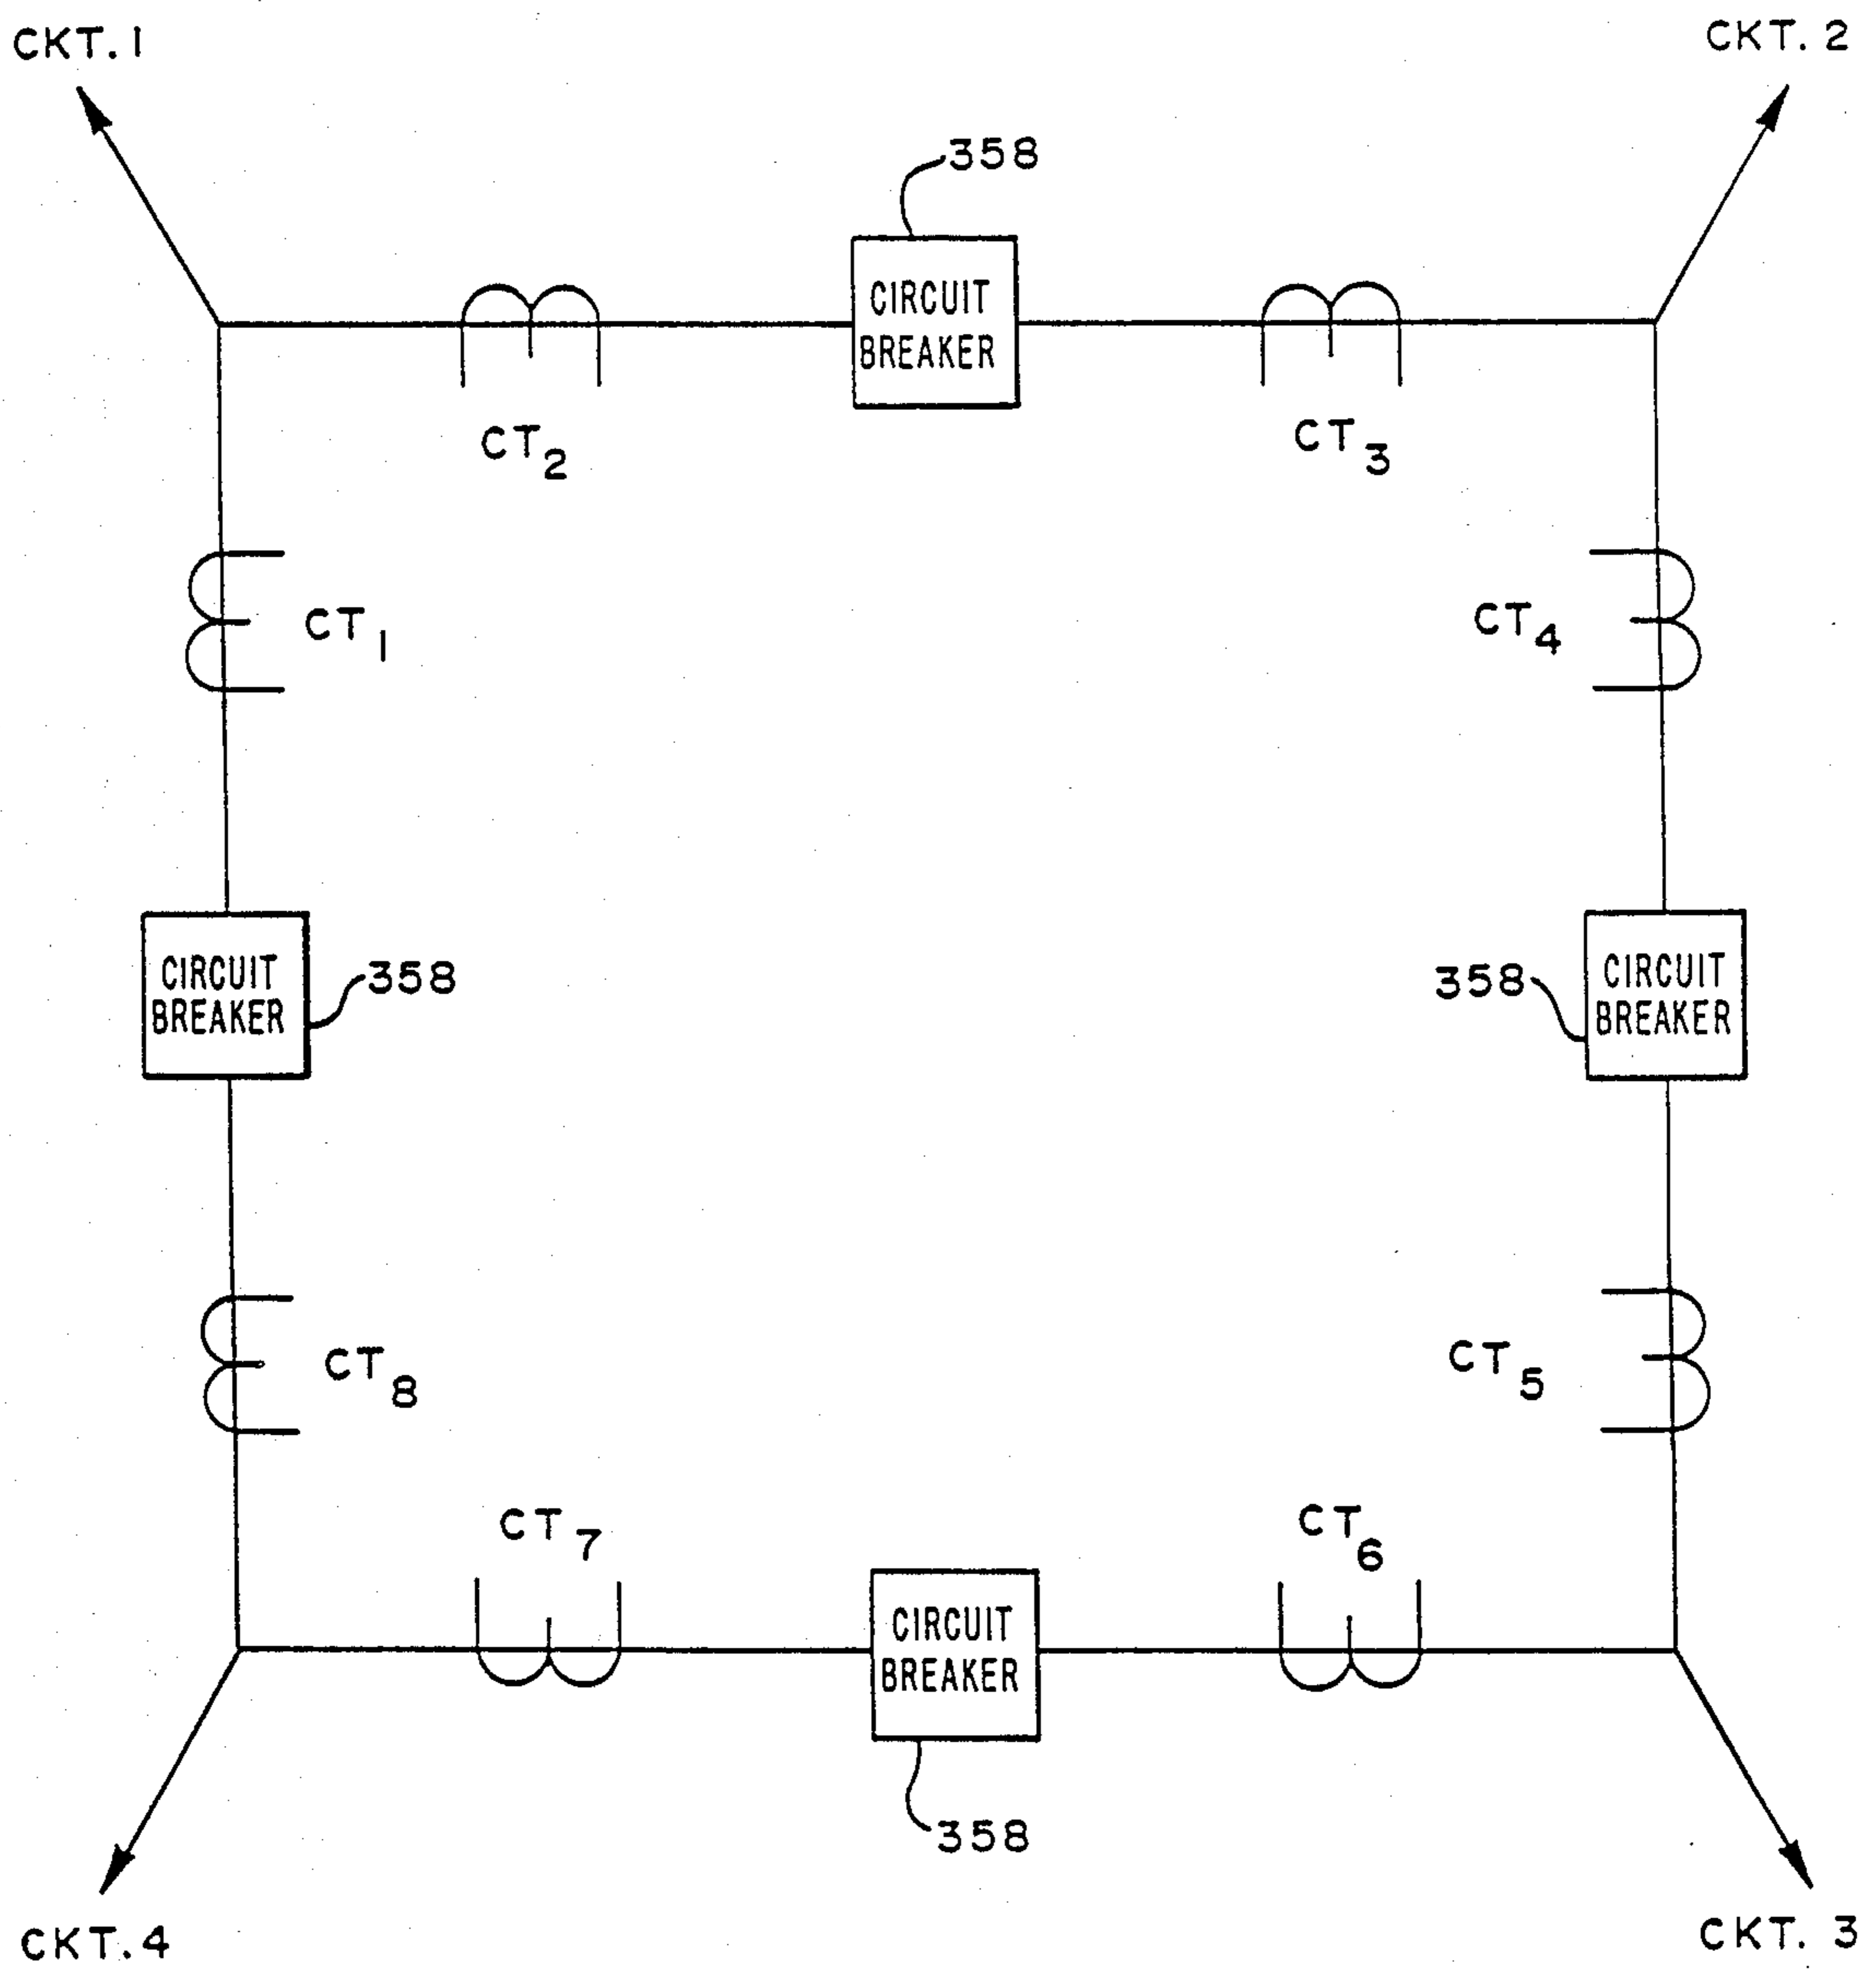 CKT. 1
CKT. 2
358
CIRCUIT
BREAKER
CT2
CT3
CT1
CT4
CIRCUIT
BREAKER
358
358
CIRCUIT
BREAKER
CT8
CT5
CT7
CT6
CIRCUIT
BREAKER
358
CKT. 4
CKT. 3